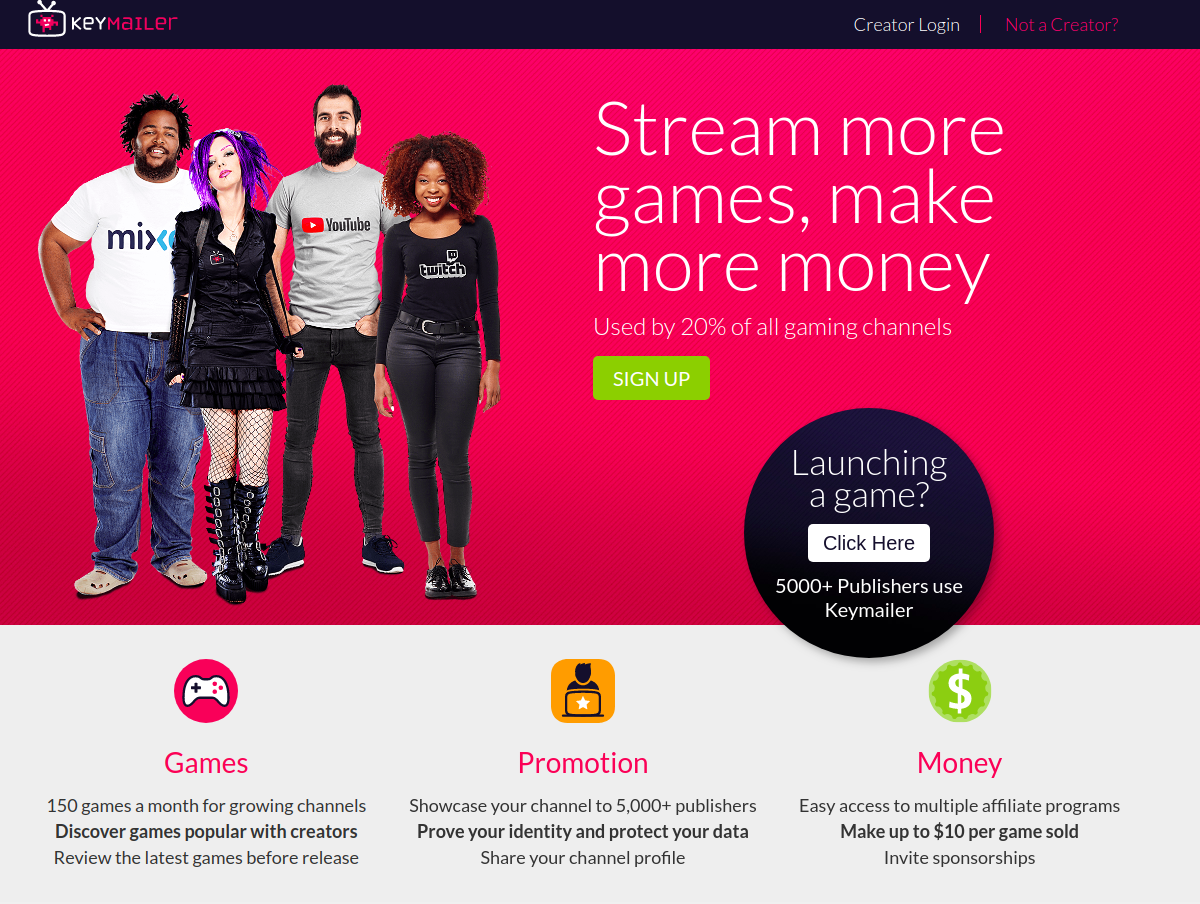 KEYMAILER
Creator Login
Not a Creator?
YouTube
twitch
Stream more
games, make
more money
Used by 20% of all gaming channels
SIGN UP
Launching
a game?
Click Here
5000+ Publishers use
Keymailer
Games
150 games a month for growing channels
Discover games popular with creators
Review the latest games before release
Promotion
Showcase your channel to 5,000+ publishers
Prove your identity and protect your data
Share your channel profile
Money
Easy access to multiple affiliate programs
Make up to $10 per game sold
Invite sponsorships